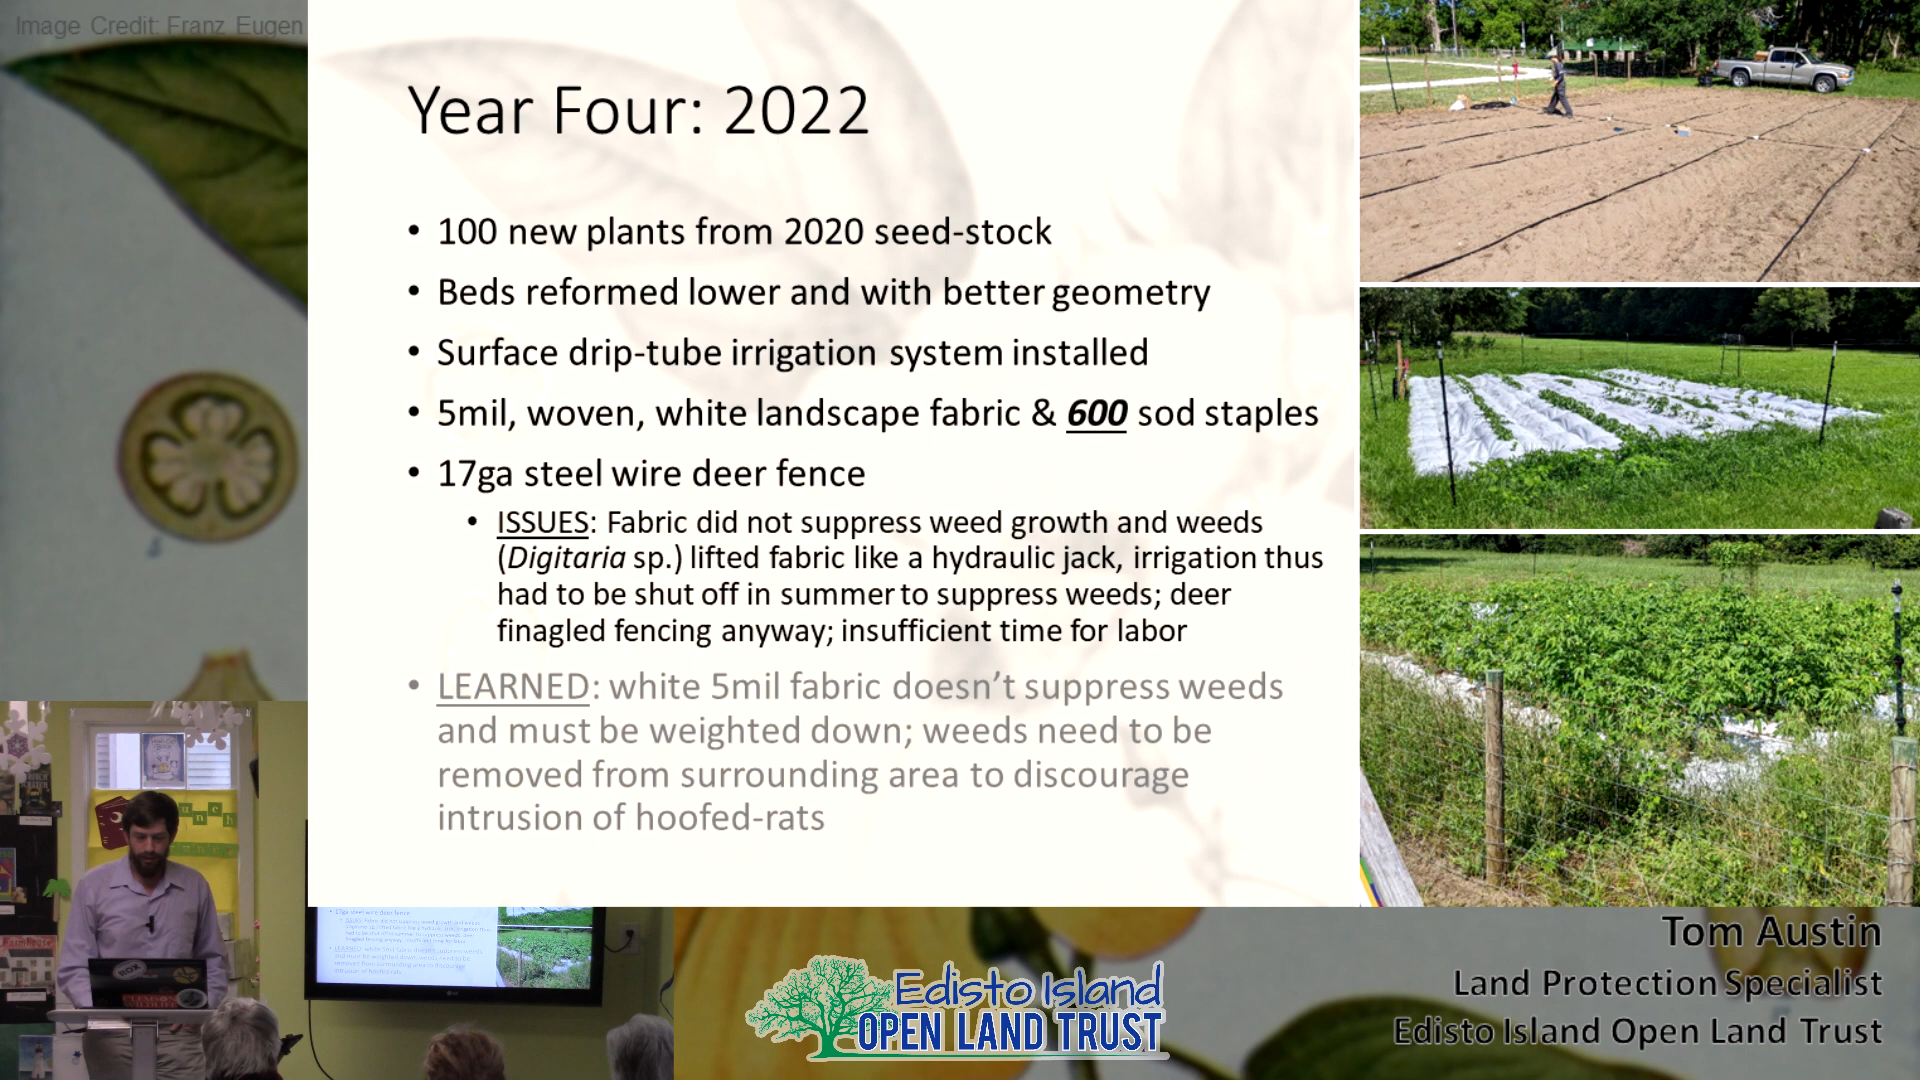 Image Credit: Franz Eugen
Year Four: 2022
• 100 new plants from 2020 seed-stock
• Beds reformed lower and with better geometry
• Surface drip-tube irrigation system installed
• 5mil, woven, white landscape fabric & 600 sod staples
• 17ga steel wire deer fence
• ISSUES: Fabric did not suppress weed growth and weeds
(Digitaria sp.) lifted fabric like a hydraulic jack, irrigation thus
had to be shut off in summer to suppress weeds; deer
finagled fencing anyway; insufficient time for labor
• LEARNED: white 5mil fabric doesn't suppress weeds
and must be weighted down; weeds need to be
removed from surrounding area to discourage
intrusion of hoofed-rats
Edisto Island
OPEN LAND TRUST
Tom Austin
Land Protection Specialist
Edisto Island Open Land Trust